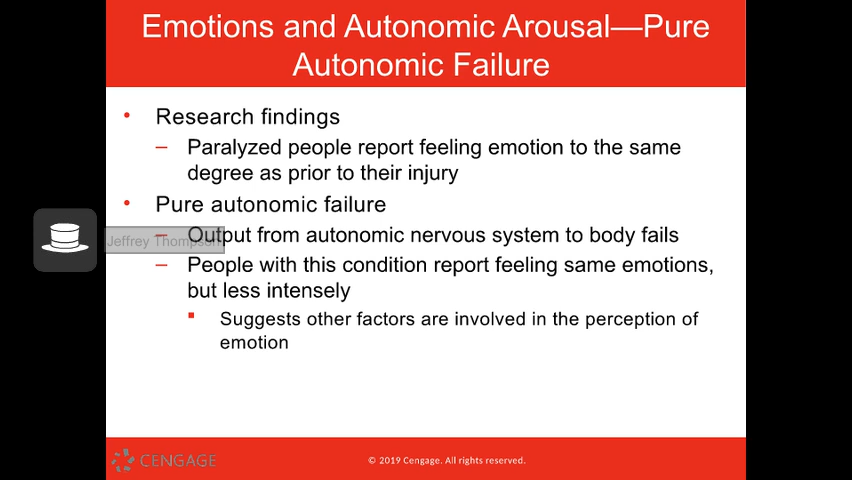 Emotions and Autonomic Arousal—Pure
Autonomic Failure
• Research findings
– Paralyzed people report feeling emotion to the same
degree as prior to their injury
• Pure autonomic failure
Jeffrey Thompson
– Output from autonomic nervous system to body fails
– People with this condition report feeling same emotions,
but less intensely
▪ Suggests other factors are involved in the perception of
emotion
CENGAGE
© 2019 Cengage. All rights reserved.